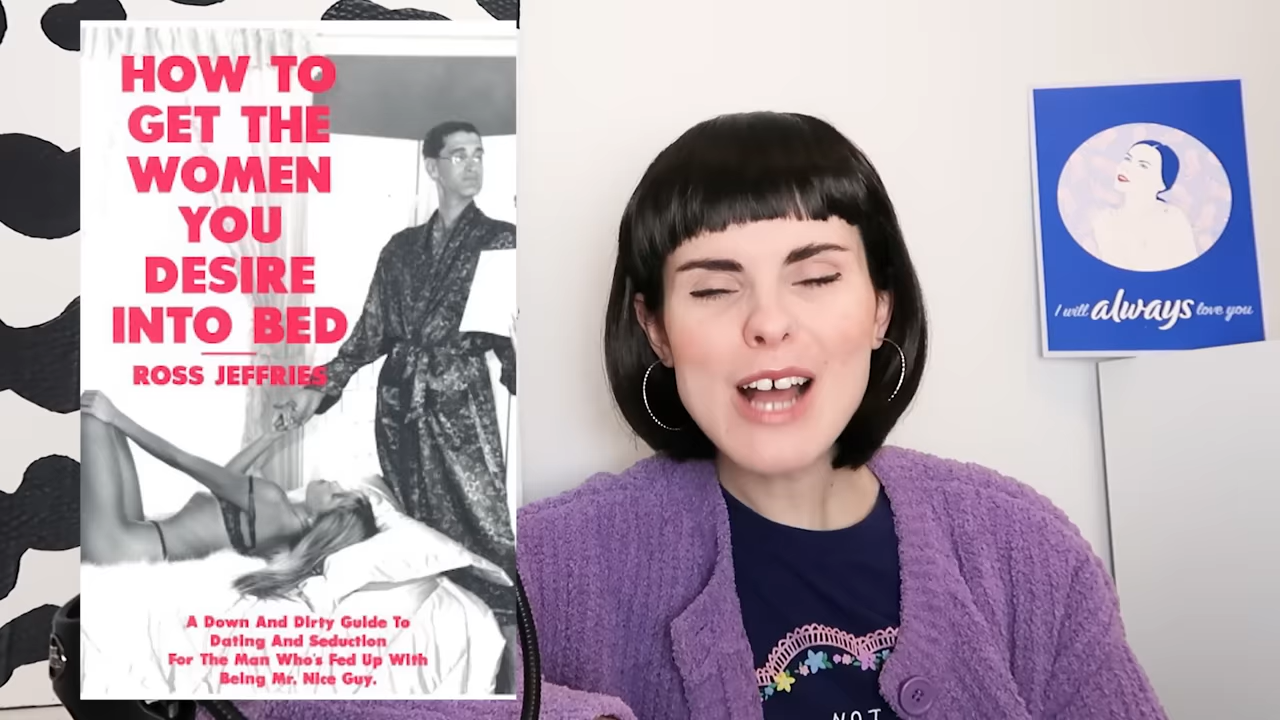 HOW TO
GET THE
WOMEN
YOU
DESIRE
INTO BED
ROSS JEFFRIES
A Down And Dirty Guide To
Dating And Seduction
For The Man Who's Fed Up With
Being Mr. Nice Guy.
I will always love you
NOT